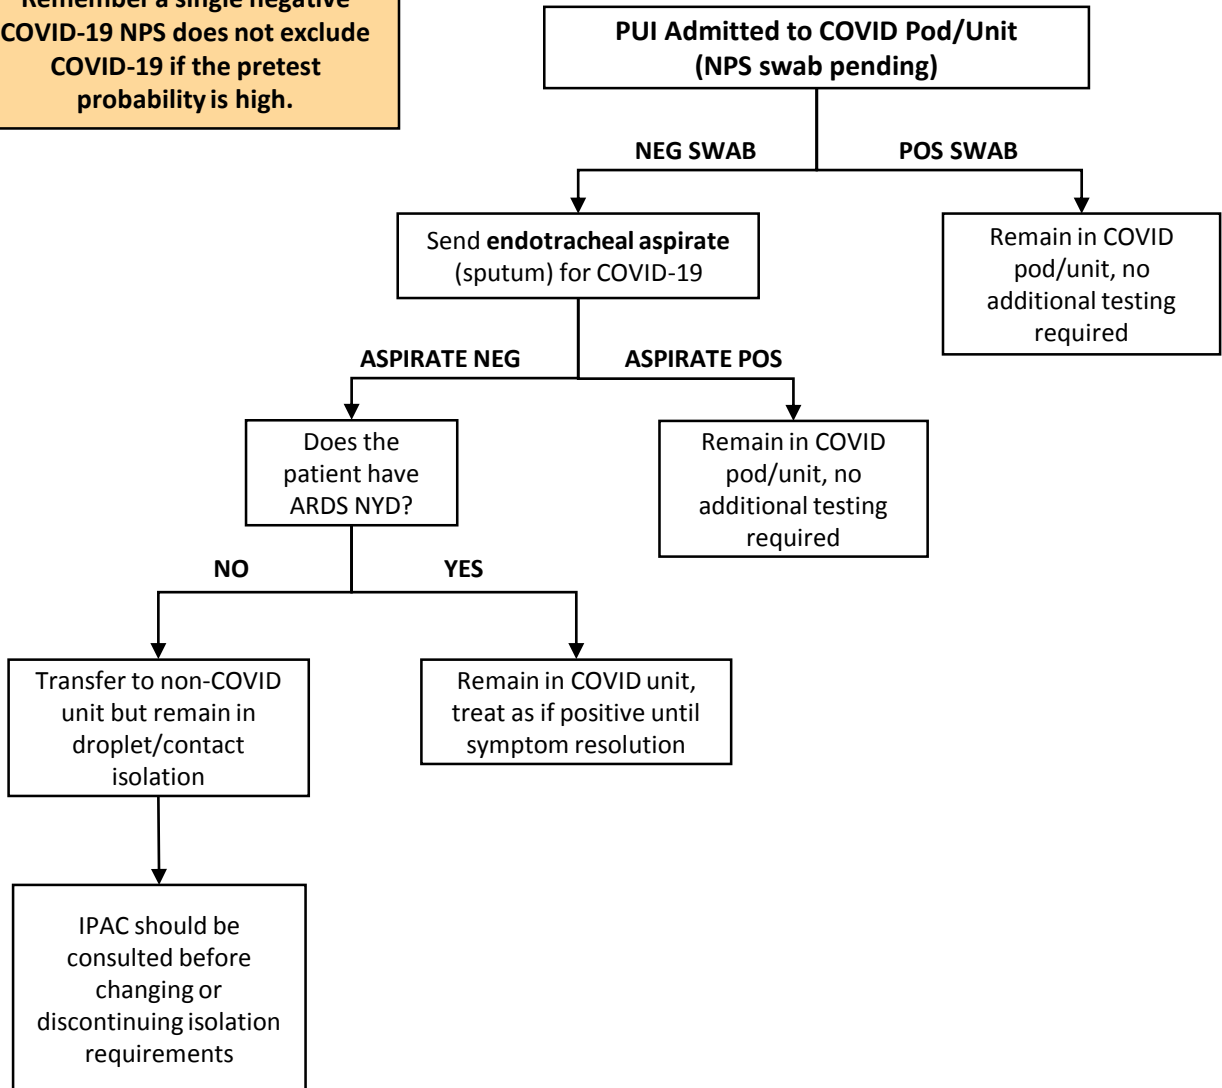 Remember a single negative
COVID-19 NPS does not exclude
COVID-19 if the pretest
probability is high.
PUI Admitted to COVID Pod/Unit
(NPS swab pending)
NEG SWAB
POS SWAB
Send endotracheal aspirate
(sputum) for COVID-19
Remain in COVID
pod/unit, no
additional testing
required
ASPIRATE NEG
ASPIRATE POS
Does the
patient have
ARDS NYD?
Remain in COVID
pod/unit, no
additional testing
required
NO
YES
Transfer to non-COVID
unit but remain in
droplet/contact
isolation
Remain in COVID unit,
treat as if positive until
symptom resolution
IPAC should be
consulted before
changing or
discontinuing isolation
requirements